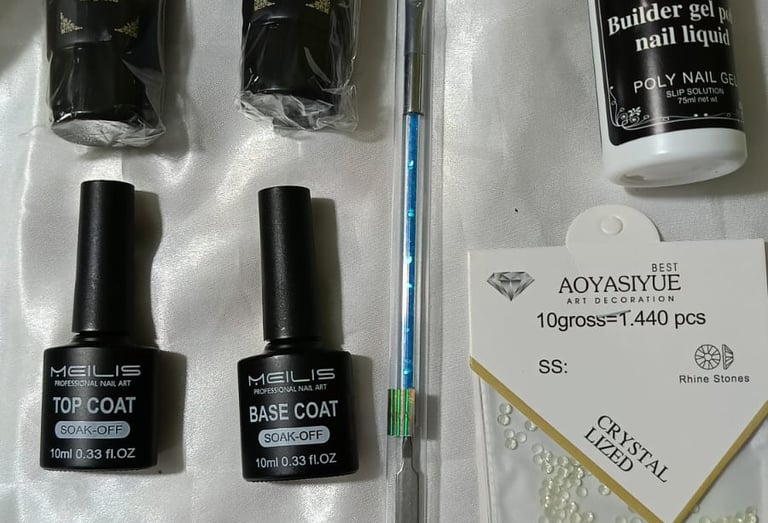 Builder gel
nail liquid
POLY NAIL GEL
SLIP SOLUTION
75ml net wt
MEILIS
PROFESSIONAL NAIL ART
TOP COAT
SOAK-OFF
10ml 0.33 fl.OZ
MEILIS
PROFESSIONAL NAIL ART
BASE COAT
SOAK-OFF
10ml 0.33 fl.OZ
BEST
AOYASIYUE
ART DECORATION
10gross=1.440 pcs
SS:
Rhine Stones
CRYSTAL
LIZED